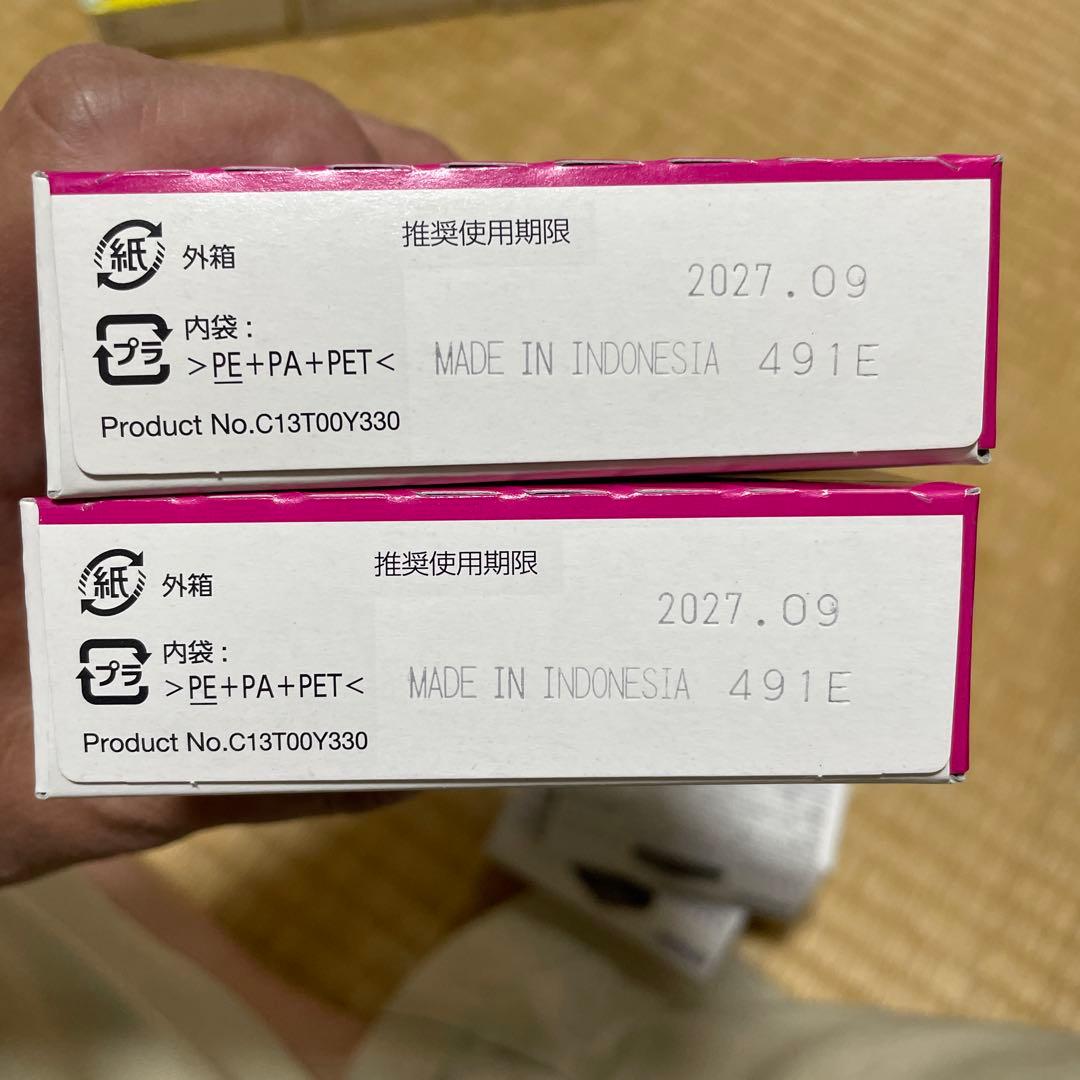 紙 外箱
推奨使用期限
2027.09
プラ 内袋:
>PE+PA+PET<
MADE IN INDONESIA 491E
Product No.C13T00Y330
紙 外箱
推奨使用期限
2027.09
プラ 内袋:
>PE+PA+PET<
MADE IN INDONESIA 491E
Product No.C13T00Y330